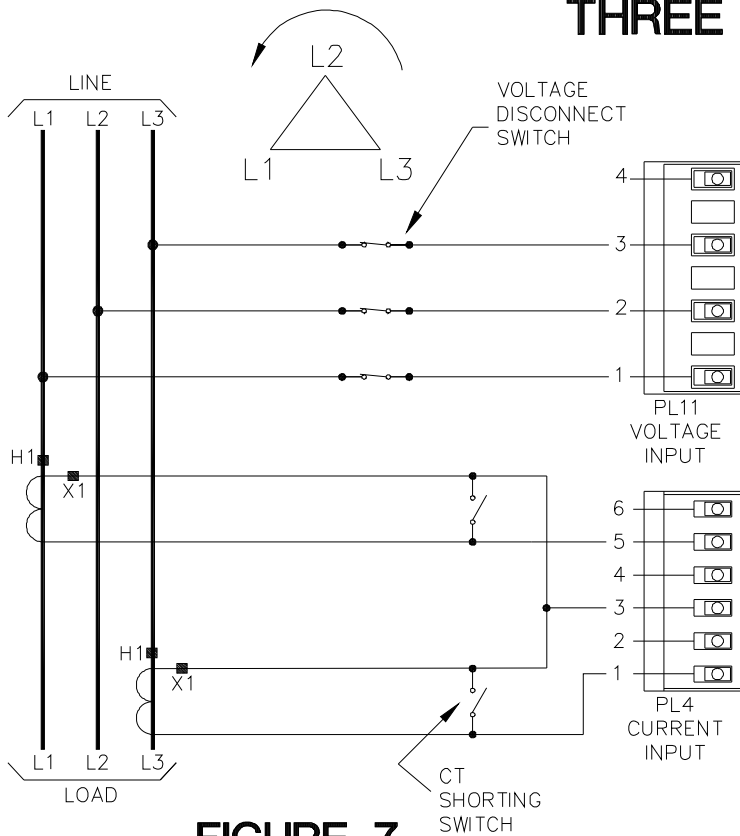 THREE
LINE
L1 L2 L3
L2
L1 L3
VOLTAGE
DISCONNECT
SWITCH
4
3
2
1
PL11
VOLTAGE
INPUT
H1
X1
6
5
4
3
2
1
H1
X1
PL4
CURRENT
INPUT
L1 L2 L3
LOAD
CT
SHORTING
SWITCH
FIGURE 7